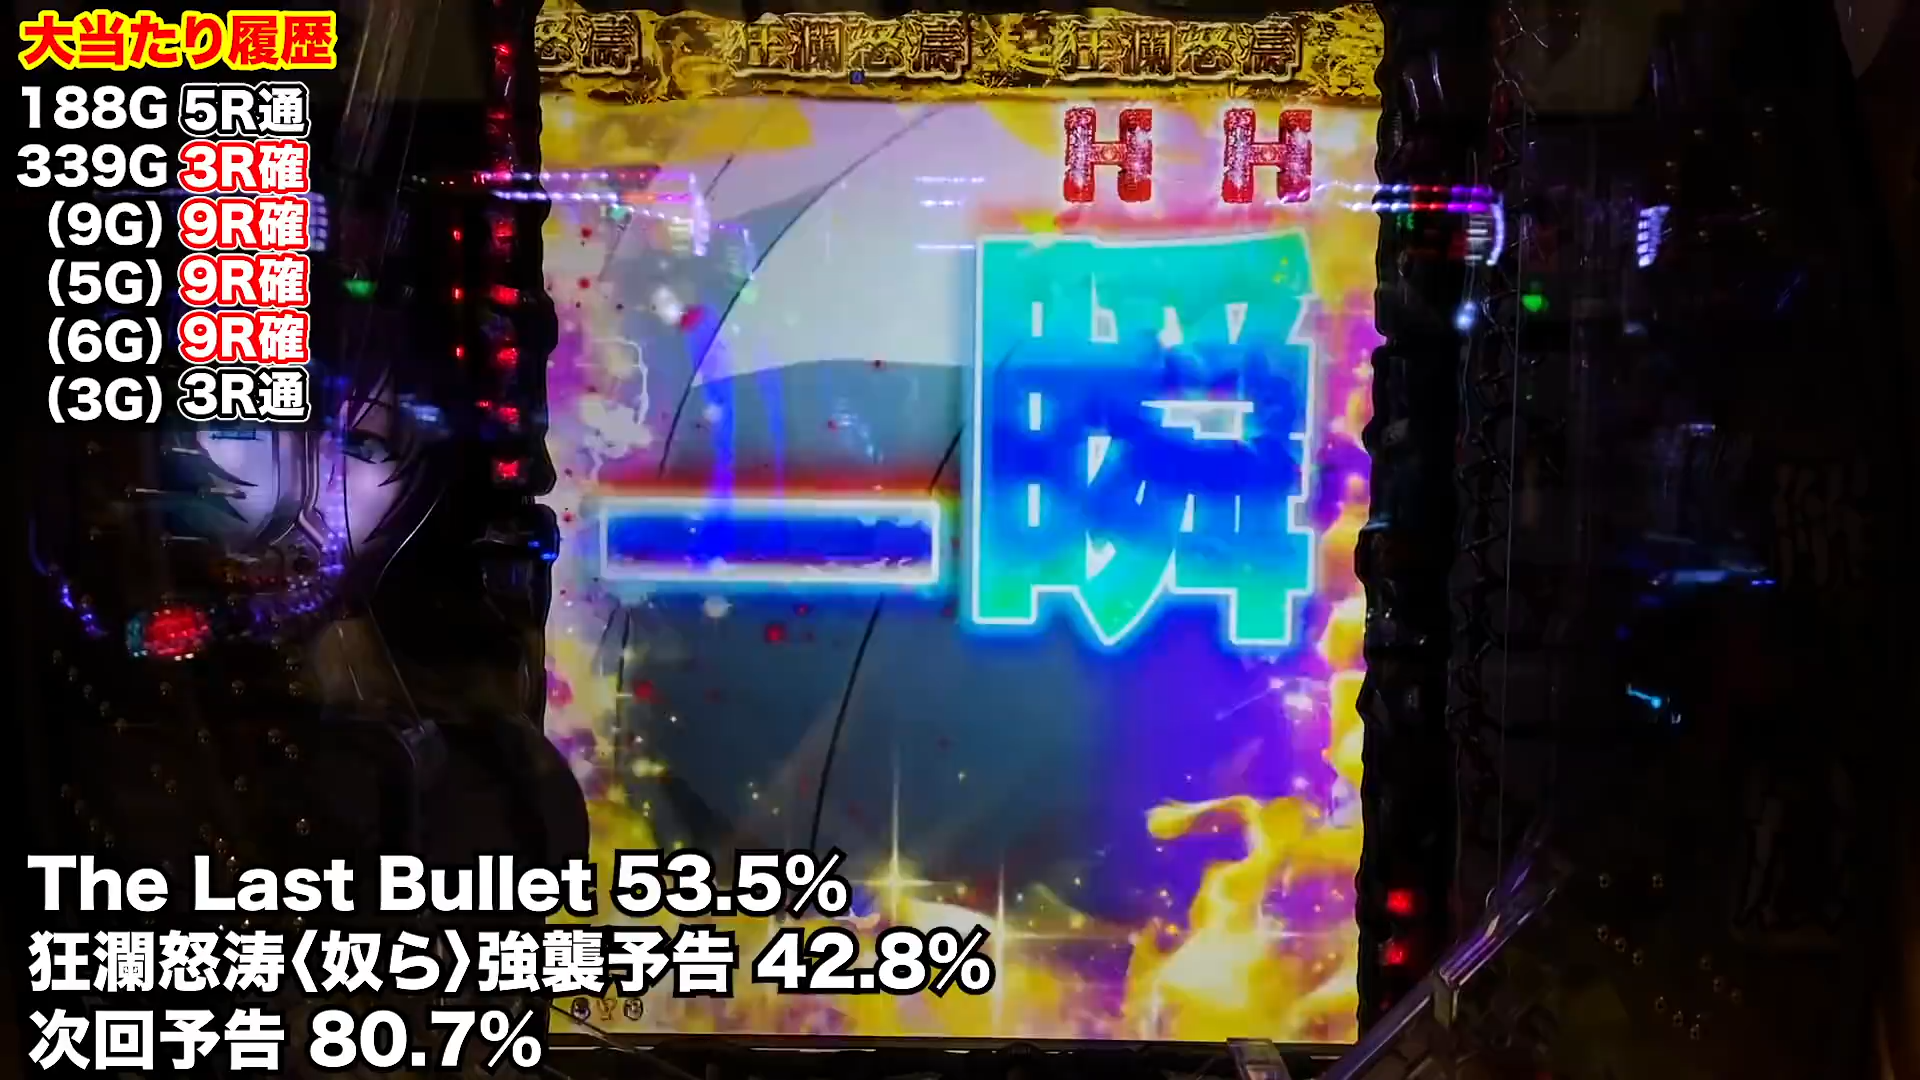 大当たり履歴
188G 5R通
339G 3R確
(9G) 9R確
(5G) 9R確
(6G) 9R確
(3G) 3R通
怒濤 狂瀾怒濤 狂瀾怒濤
H H
一瞬
The Last Bullet 53.5%
狂瀾怒涛〈奴ら〉強襲予告 42.8%
次回予告 80.7%